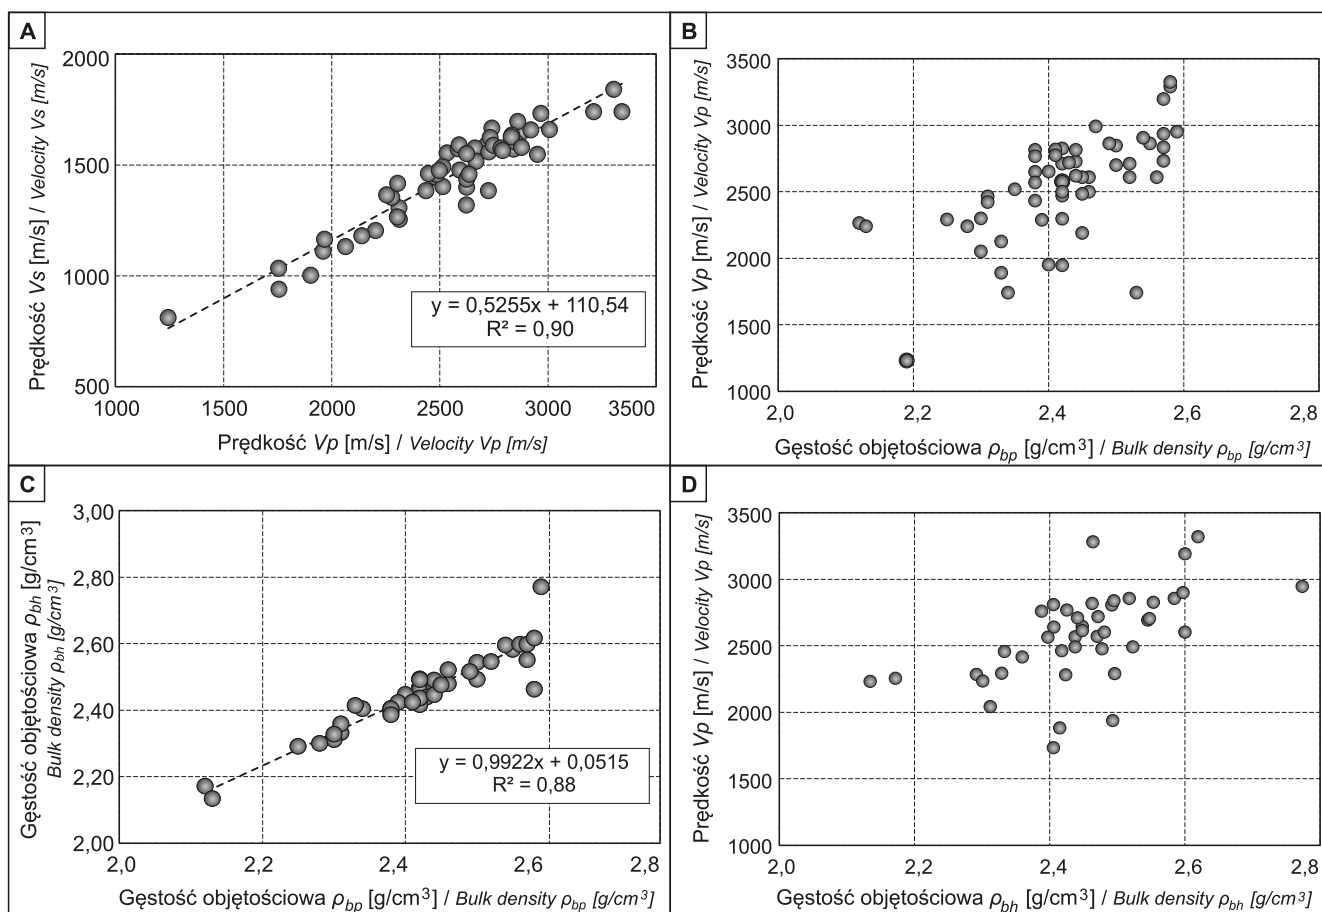 A
2000
1500
1000
500
1000 1500 2000 2500 3000 3500
Prędkość Vs [m/s] / Velocity Vs [m/s]
Prędkość Vp [m/s] / Velocity Vp [m/s]
y = 0,5255x + 110,54
R² = 0,90
B
3500
3000
2500
2000
1500
1000
2,0 2,2 2,4 2,6 2,8
Prędkość Vp [m/s] / Velocity Vp [m/s]
Gęstość objętościowa ρbp [g/cm³] / Bulk density ρbp [g/cm³]
C
3,00
2,80
2,60
2,40
2,20
2,00
2,0 2,2 2,4 2,6 2,8
Gęstość objętościowa ρbh [g/cm³]
Bulk density ρbh [g/cm³]
Gęstość objętościowa ρbp [g/cm³] / Bulk density ρbp [g/cm³]
y = 0,9922x + 0,0515
R² = 0,88
D
3500
3000
2500
2000
1500
1000
2,0 2,2 2,4 2,6 2,8
Prędkość Vp [m/s] / Velocity Vp [m/s]
Gęstość objętościowa ρbh [g/cm³] / Bulk density ρbh [g/cm³]